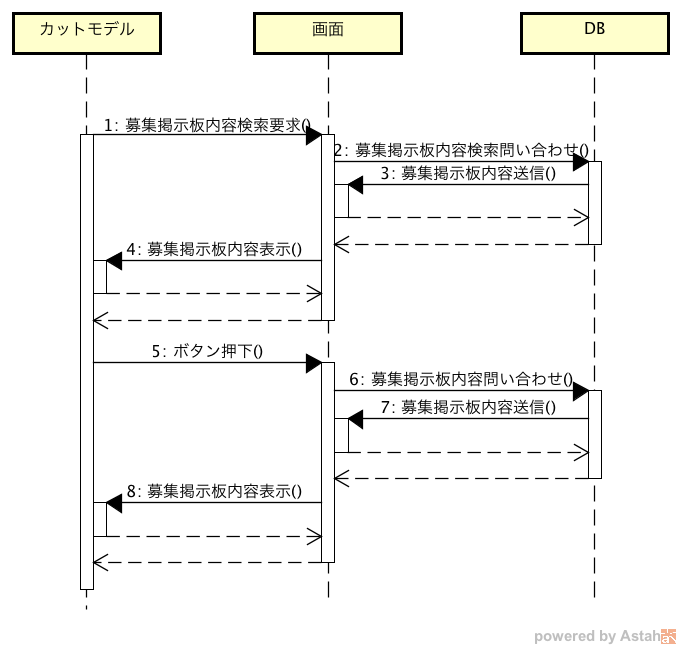 カットモデル
画面
DB
1: 募集掲示板内容検索要求()
2: 募集掲示板内容検索問い合わせ()
3: 募集掲示板内容送信()
4: 募集掲示板内容表示()
5: ボタン押下()
6: 募集掲示板内容問い合わせ()
7: 募集掲示板内容送信()
8: 募集掲示板内容表示()
powered by Astah